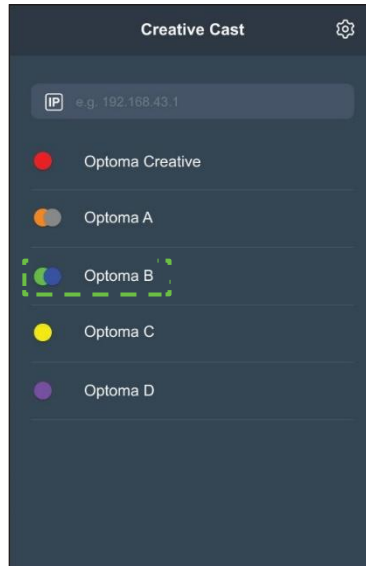 Creative Cast
IP e.g. 192.168.43.1
Optoma Creative
Optoma A
Optoma B
Optoma C
Optoma D